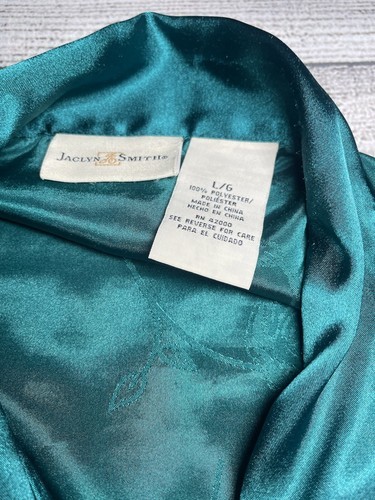 JACLYN SMITH®
L/G
100% POLYESTER/
POLIÉSTER
MADE IN CHINA
HECHO EN CHINA
RN 42000
SEE REVERSE FOR CARE
PARA EL CUIDADO